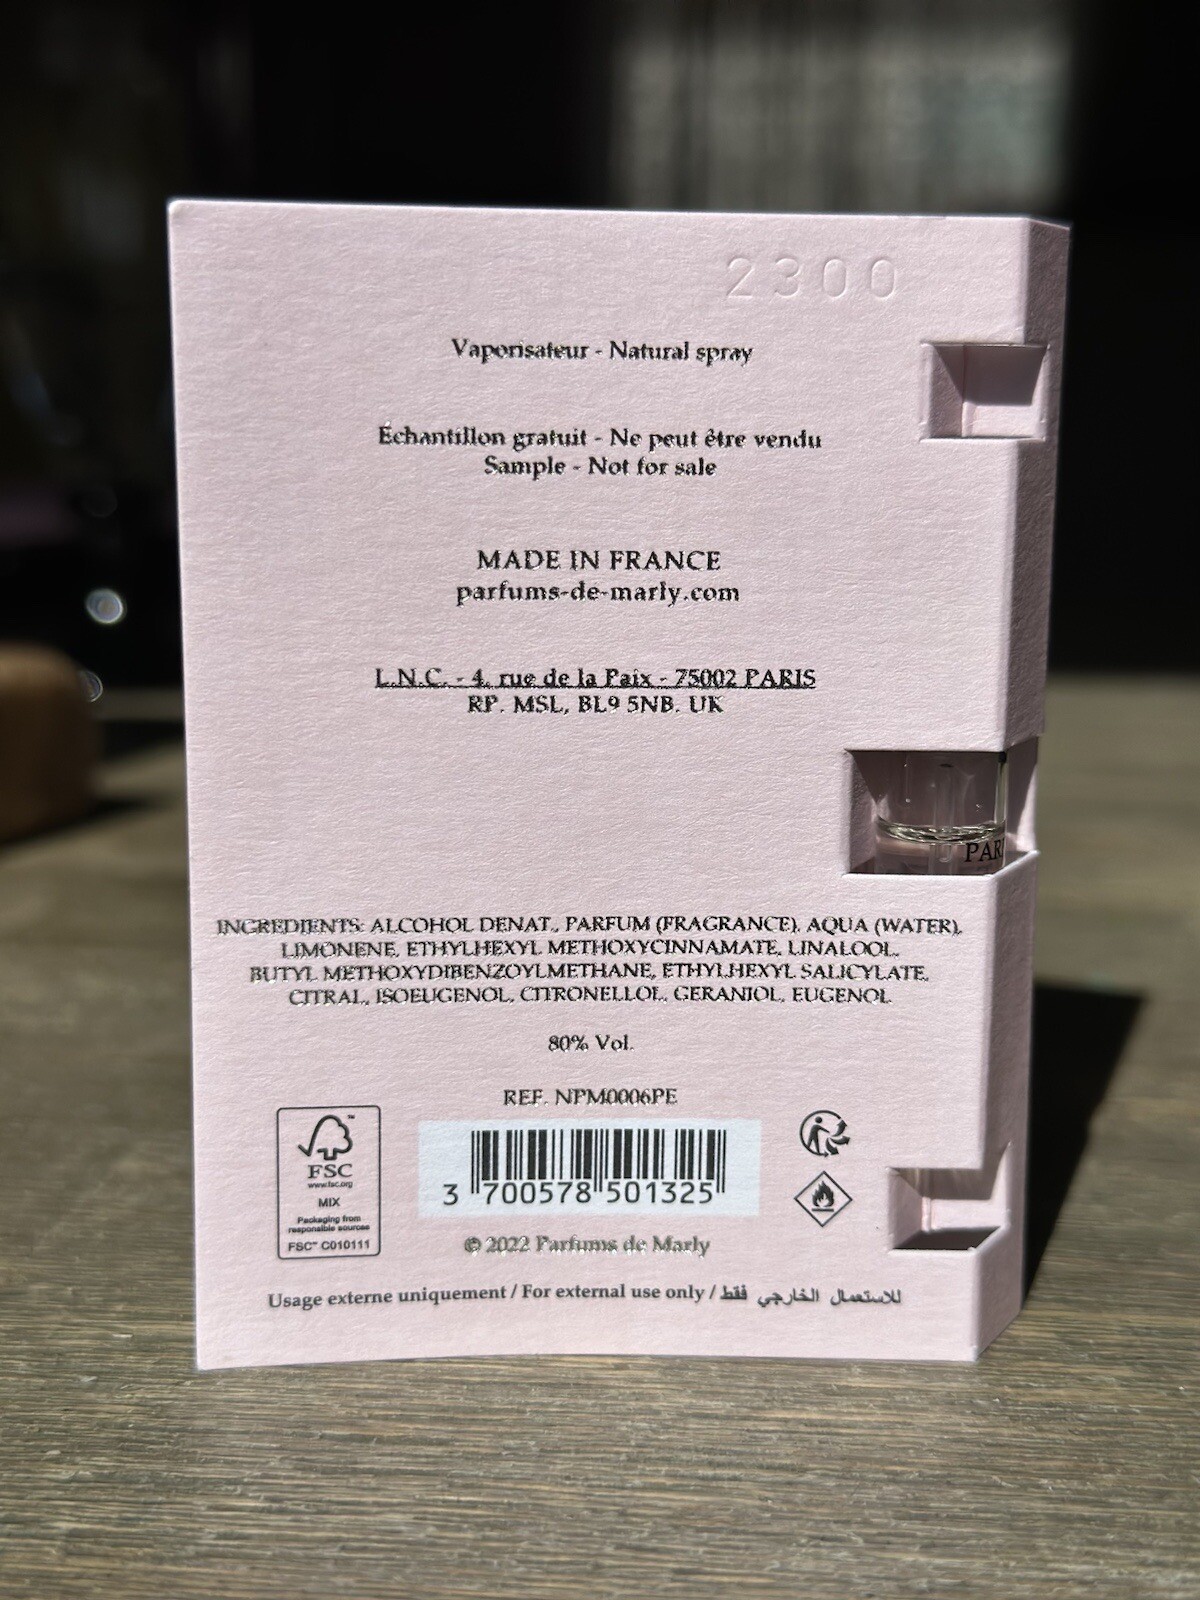 2300
Vaporisateur - Natural spray
Échantillon gratuit - Ne peut être vendu
Sample - Not for sale
MADE IN FRANCE
parfums-de-marly.com
L.N.C. - 4, rue de la Paix - 75002 PARIS
RP. MSL, BL9 5NB. UK
PAR
INGREDIENTS: ALCOHOL DENAT., PARFUM (FRAGRANCE), AQUA (WATER),
LIMONENE, ETHYLHEXYL METHOXYCINNAMATE, LINALOOL,
BUTYL METHOXYDIBENZOYLMETHANE, ETHYLHEXYL SALICYLATE,
CITRAL, ISOEUGENOL, CITRONELLOL, GERANIOL, EUGENOL
80% Vol.
REF. NPM0006PE
FSC
www.fsc.org
MIX
Packaging from
responsible sources
FSC™ C010111
3 700578 501325
© 2022 Parfums de Marly
Usage externe uniquement / For external use only / للاستعمال الخارجي فقط